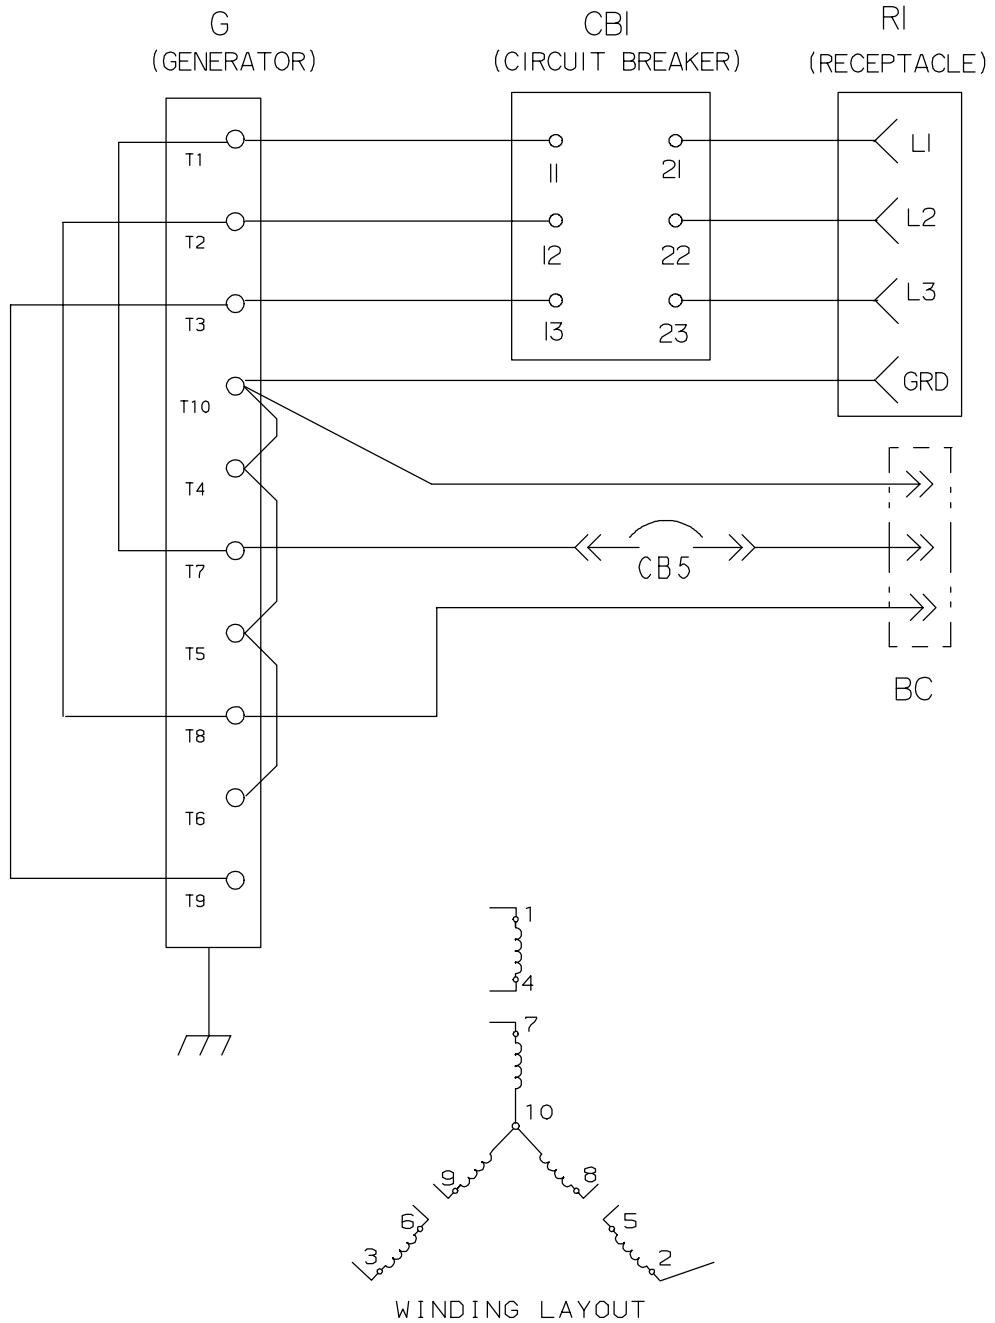 G
(GENERATOR)
CB1
(CIRCUIT BREAKER)
R1
(RECEPTACLE)
T1
11
21
L1
T2
12
22
L2
T3
13
23
L3
T10
GRD
T4
T7
CB5
T5
BC
T8
T6
T9
1
4
7
10
9
8
6
5
3
2
WINDING LAYOUT